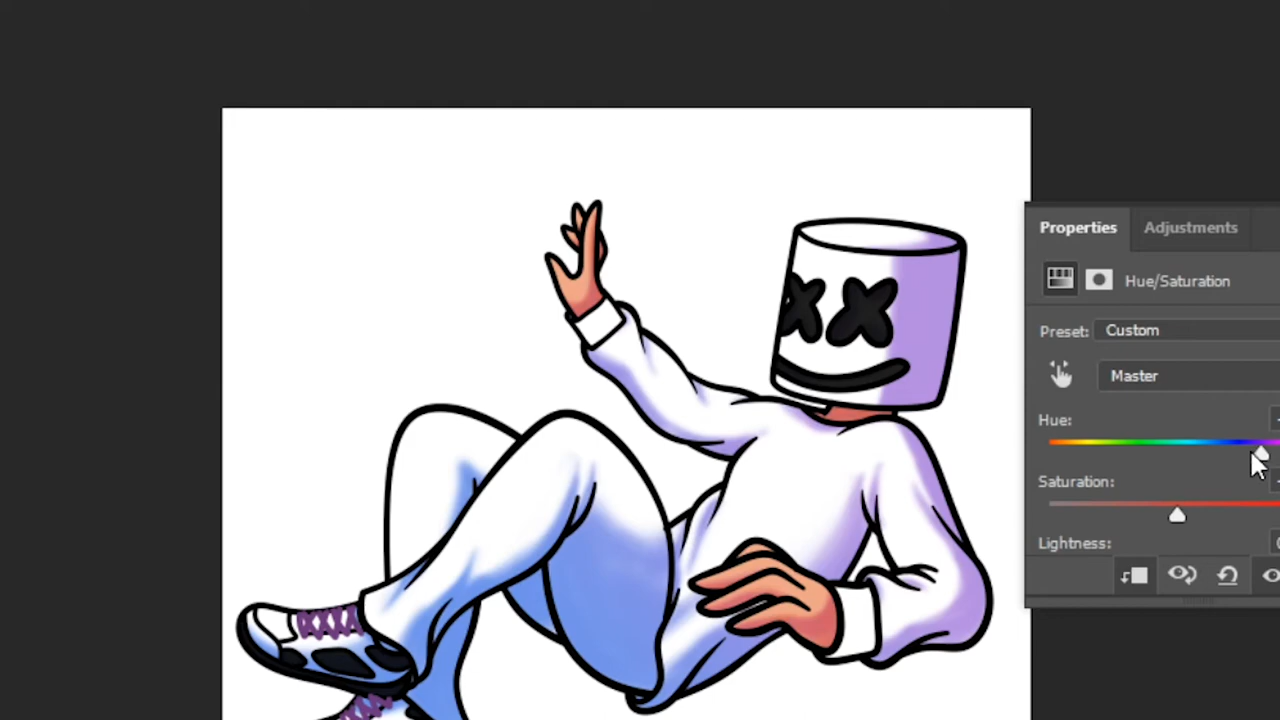 Properties Adjustments
Hue/Saturation
Preset: Custom
Master
Hue:
Saturation:
Lightness: